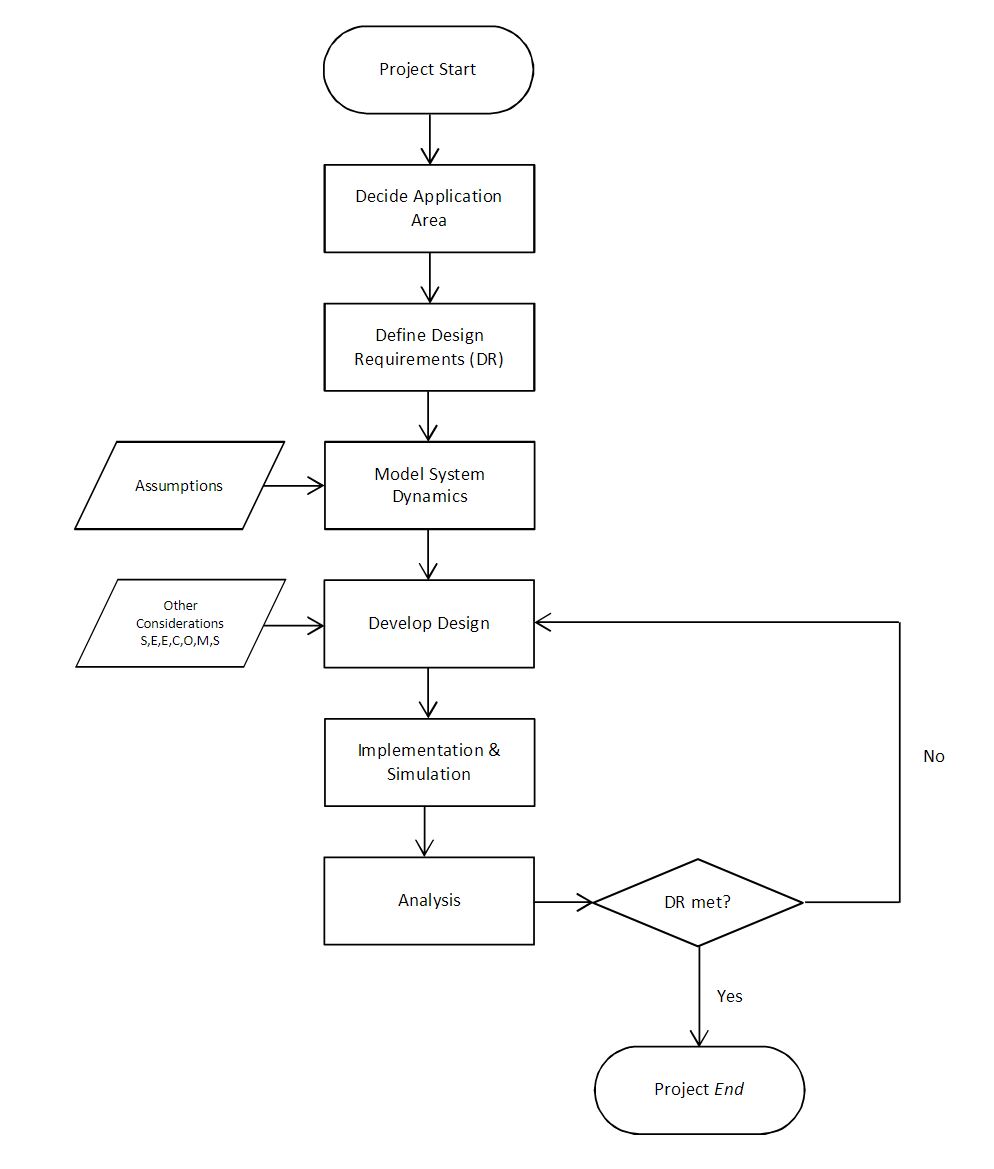 Project Start
Decide Application
Area
Define Design
Requirements (DR)
Model System
Dynamics
Assumptions
Other
Considerations
S,E,E,C,O,M,S
Develop Design
Implementation &
Simulation
No
Analysis
DR met?
Yes
Project End